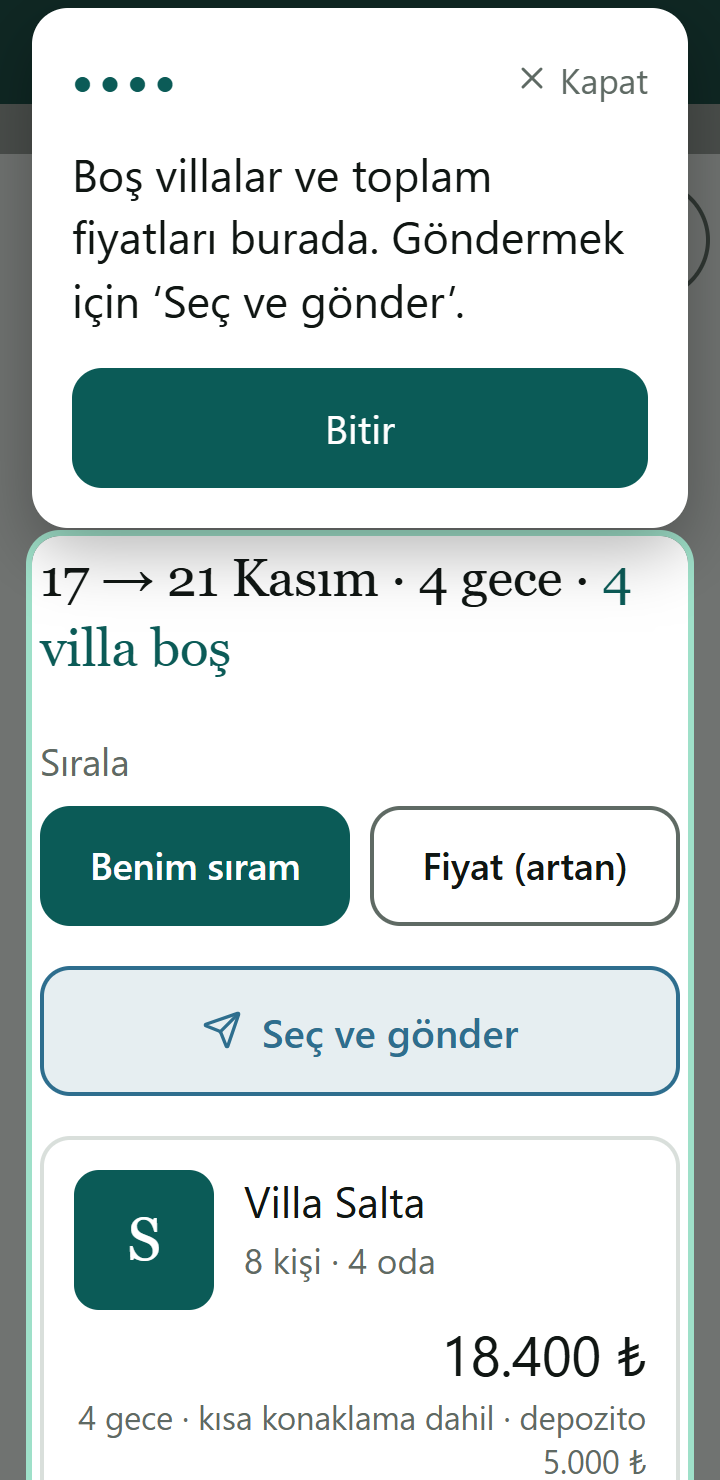 Kapat
Boş villalar ve toplam
fiyatları burada. Göndermek
için ‘Seç ve gönder’.
Bitir
17 → 21 Kasım · 4 gece · 4
villa boş
Sırala
Benim sıram
Fiyat (artan)
Seç ve gönder
S
Villa Salta
8 kişi · 4 oda
18.400 ₺
4 gece · kısa konaklama dahil · depozito
5.000 ₺